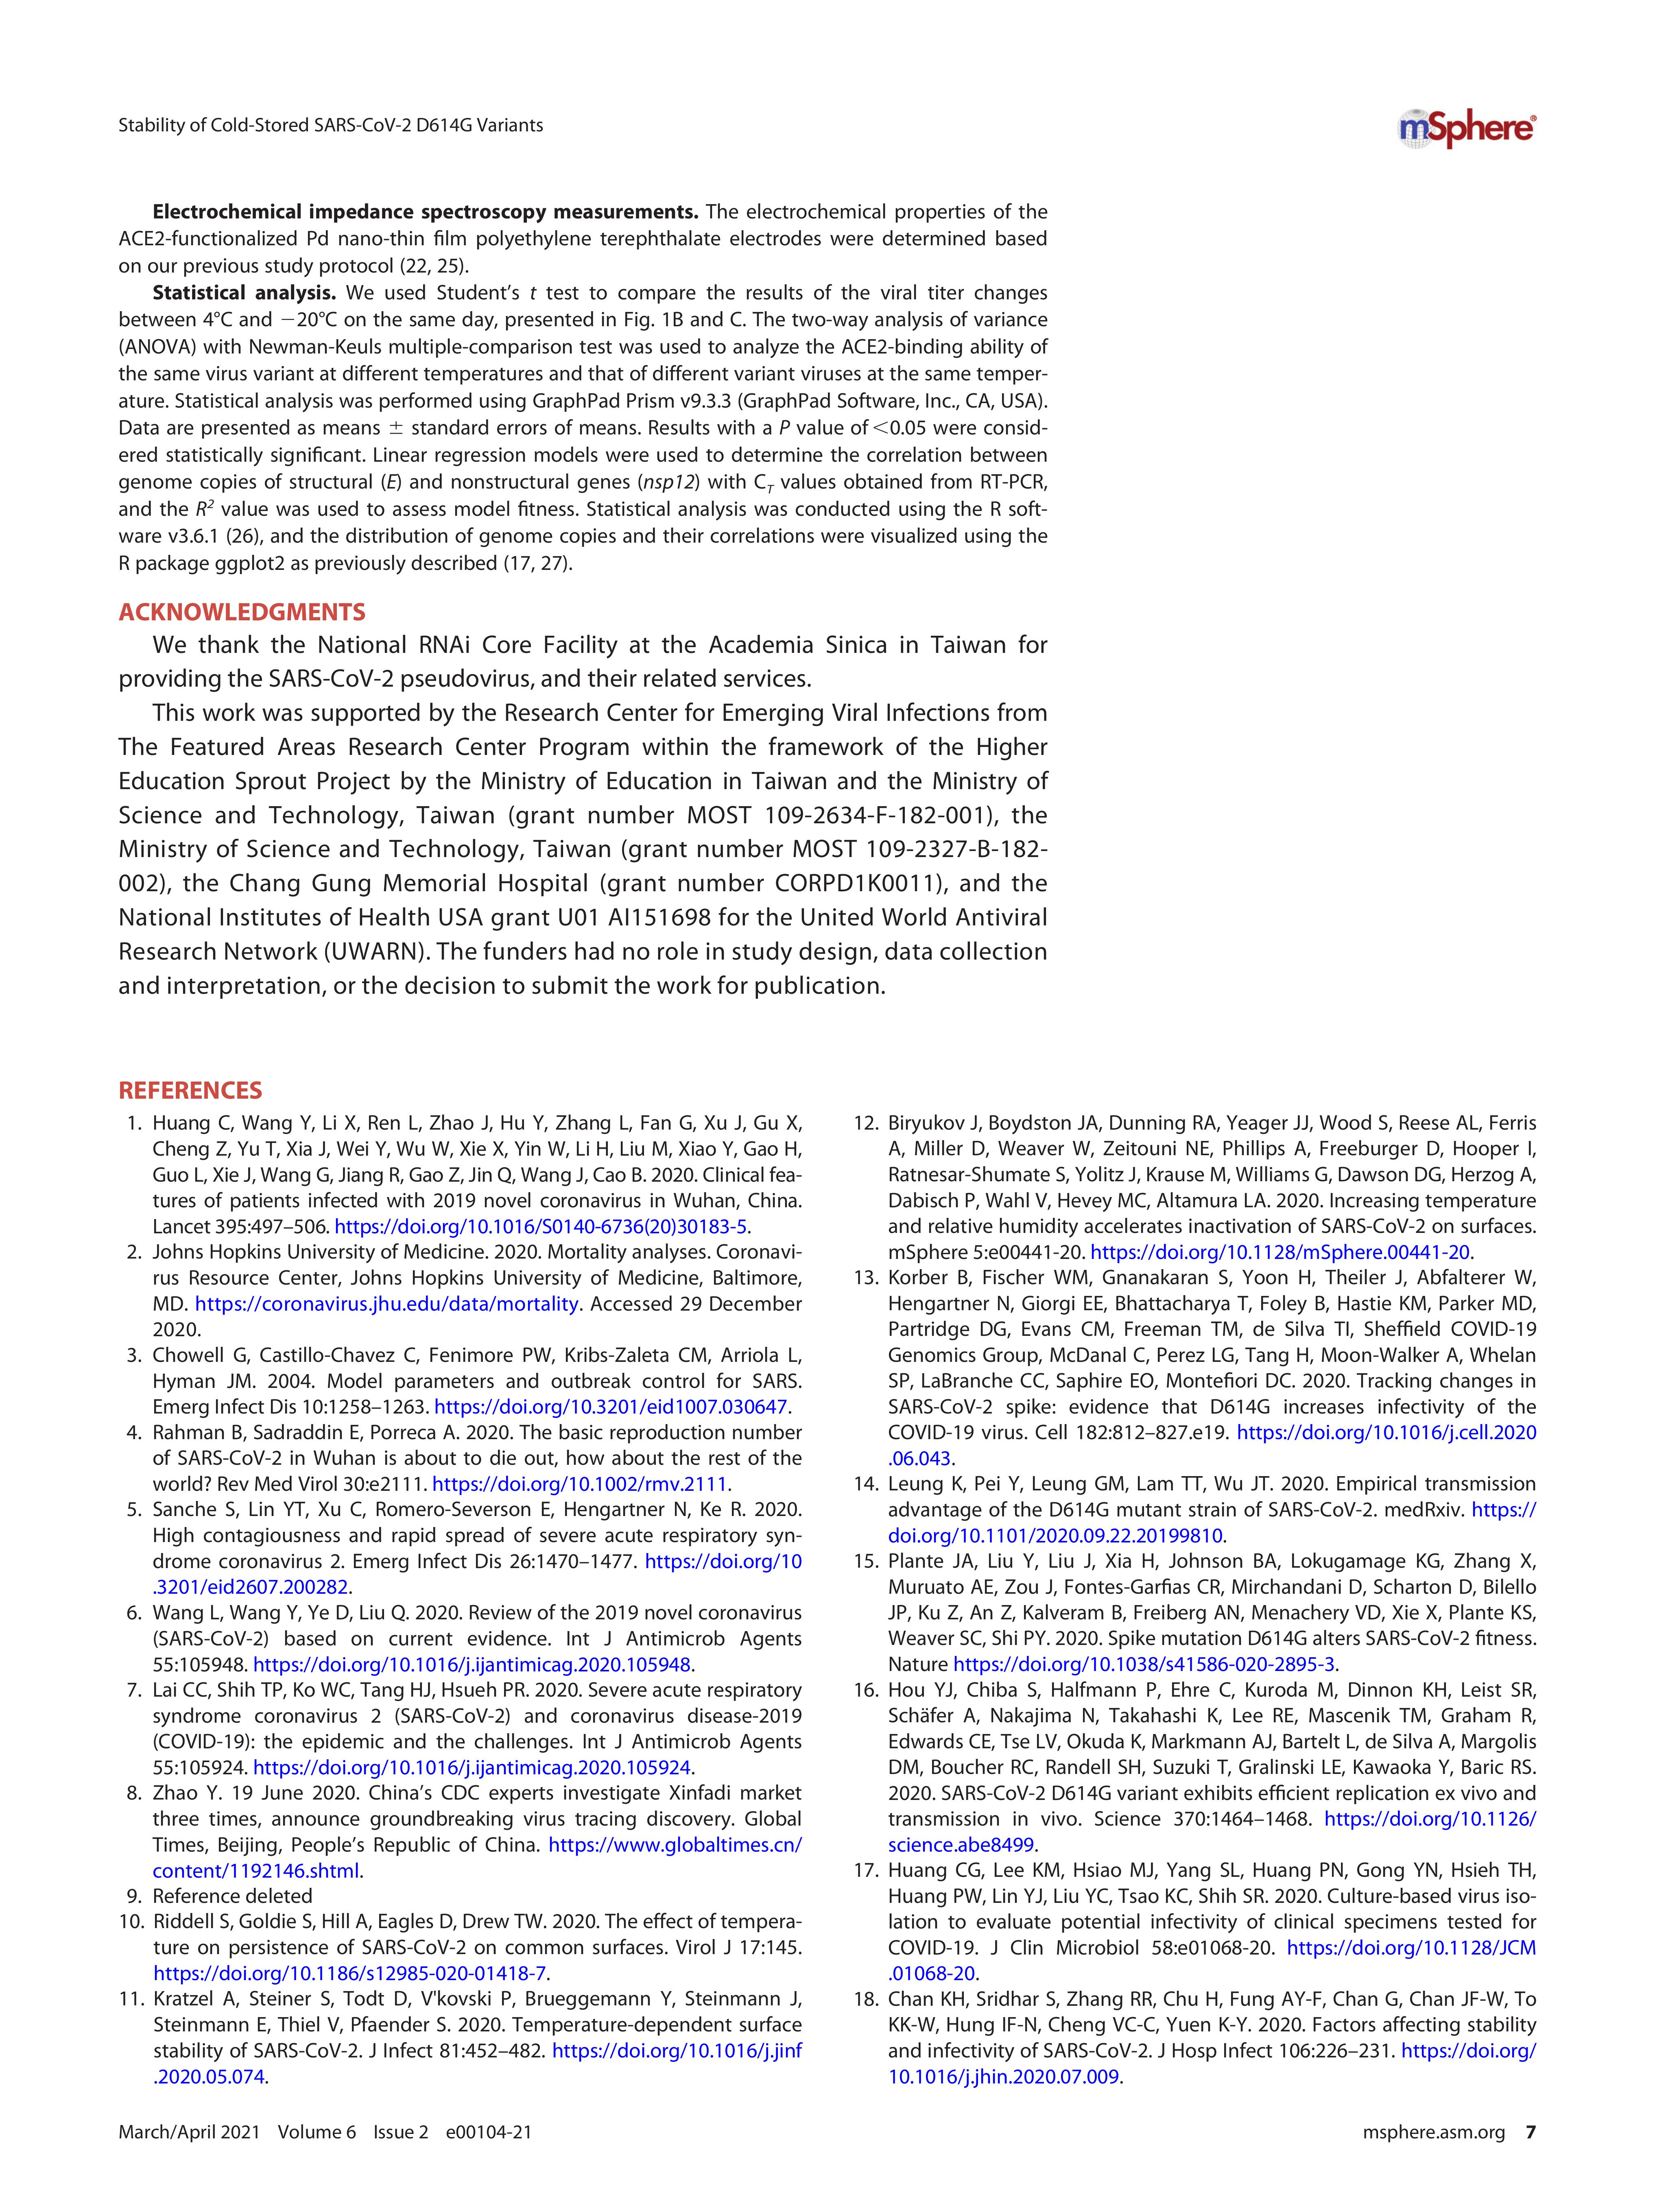 Stability of Cold-Stored SARS-CoV-2 D614G Variants
mSphere®
Electrochemical impedance spectroscopy measurements. The electrochemical properties of the
ACE2-functionalized Pd nano-thin film polyethylene terephthalate electrodes were determined based
on our previous study protocol (22, 25).
Statistical analysis. We used Student’s t test to compare the results of the viral titer changes
between 4°C and −20°C on the same day, presented in Fig. 1B and C. The two-way analysis of variance
(ANOVA) with Newman-Keuls multiple-comparison test was used to analyze the ACE2-binding ability of
the same virus variant at different temperatures and that of different variant viruses at the same temper-
ature. Statistical analysis was performed using GraphPad Prism v9.3.3 (GraphPad Software, Inc., CA, USA).
Data are presented as means ± standard errors of means. Results with a P value of <0.05 were consid-
ered statistically significant. Linear regression models were used to determine the correlation between
genome copies of structural (E) and nonstructural genes (nsp12) with CT values obtained from RT-PCR,
and the R2 value was used to assess model fitness. Statistical analysis was conducted using the R soft-
ware v3.6.1 (26), and the distribution of genome copies and their correlations were visualized using the
R package ggplot2 as previously described (17, 27).
ACKNOWLEDGMENTS
We thank the National RNAi Core Facility at the Academia Sinica in Taiwan for
providing the SARS-CoV-2 pseudovirus, and their related services.
This work was supported by the Research Center for Emerging Viral Infections from
The Featured Areas Research Center Program within the framework of the Higher
Education Sprout Project by the Ministry of Education in Taiwan and the Ministry of
Science and Technology, Taiwan (grant number MOST 109-2634-F-182-001), the
Ministry of Science and Technology, Taiwan (grant number MOST 109-2327-B-182-
002), the Chang Gung Memorial Hospital (grant number CORPD1K0011), and the
National Institutes of Health USA grant U01 AI151698 for the United World Antiviral
Research Network (UWARN). The funders had no role in study design, data collection
and interpretation, or the decision to submit the work for publication.
REFERENCES
1. Huang C, Wang Y, Li X, Ren L, Zhao J, Hu Y, Zhang L, Fan G, Xu J, Gu X,
Cheng Z, Yu T, Xia J, Wei Y, Wu W, Xie X, Yin W, Li H, Liu M, Xiao Y, Gao H,
Guo L, Xie J, Wang G, Jiang R, Gao Z, Jin Q, Wang J, Cao B. 2020. Clinical fea-
tures of patients infected with 2019 novel coronavirus in Wuhan, China.
Lancet 395:497–506. https://doi.org/10.1016/S0140-6736(20)30183-5.
2. Johns Hopkins University of Medicine. 2020. Mortality analyses. Coronavi-
rus Resource Center, Johns Hopkins University of Medicine, Baltimore,
MD. https://coronavirus.jhu.edu/data/mortality. Accessed 29 December
2020.
3. Chowell G, Castillo-Chavez C, Fenimore PW, Kribs-Zaleta CM, Arriola L,
Hyman JM. 2004. Model parameters and outbreak control for SARS.
Emerg Infect Dis 10:1258–1263. https://doi.org/10.3201/eid1007.030647.
4. Rahman B, Sadraddin E, Porreca A. 2020. The basic reproduction number
of SARS-CoV-2 in Wuhan is about to die out, how about the rest of the
world? Rev Med Virol 30:e2111. https://doi.org/10.1002/rmv.2111.
5. Sanche S, Lin YT, Xu C, Romero-Severson E, Hengartner N, Ke R. 2020.
High contagiousness and rapid spread of severe acute respiratory syn-
drome coronavirus 2. Emerg Infect Dis 26:1470–1477. https://doi.org/10
.3201/eid2607.200282.
6. Wang L, Wang Y, Ye D, Liu Q. 2020. Review of the 2019 novel coronavirus
(SARS-CoV-2) based on current evidence. Int J Antimicrob Agents
55:105948. https://doi.org/10.1016/j.ijantimicag.2020.105948.
7. Lai CC, Shih TP, Ko WC, Tang HJ, Hsueh PR. 2020. Severe acute respiratory
syndrome coronavirus 2 (SARS-CoV-2) and coronavirus disease-2019
(COVID-19): the epidemic and the challenges. Int J Antimicrob Agents
55:105924. https://doi.org/10.1016/j.ijantimicag.2020.105924.
8. Zhao Y. 19 June 2020. China’s CDC experts investigate Xinfadi market
three times, announce groundbreaking virus tracing discovery. Global
Times, Beijing, People’s Republic of China. https://www.globaltimes.cn/
content/1192146.shtml.
9. Reference deleted
10. Riddell S, Goldie S, Hill A, Eagles D, Drew TW. 2020. The effect of tempera-
ture on persistence of SARS-CoV-2 on common surfaces. Virol J 17:145.
https://doi.org/10.1186/s12985-020-01418-7.
11. Kratzel A, Steiner S, Todt D, V'kovski P, Brueggemann Y, Steinmann J,
Steinmann E, Thiel V, Pfaender S. 2020. Temperature-dependent surface
stability of SARS-CoV-2. J Infect 81:452–482. https://doi.org/10.1016/j.jinf
.2020.05.074.
12. Biryukov J, Boydston JA, Dunning RA, Yeager JJ, Wood S, Reese AL, Ferris
A, Miller D, Weaver W, Zeitouni NE, Phillips A, Freeburger D, Hooper I,
Ratnesar-Shumate S, Yolitz J, Krause M, Williams G, Dawson DG, Herzog A,
Dabisch P, Wahl V, Hevey MC, Altamura LA. 2020. Increasing temperature
and relative humidity accelerates inactivation of SARS-CoV-2 on surfaces.
mSphere 5:e00441-20. https://doi.org/10.1128/mSphere.00441-20.
13. Korber B, Fischer WM, Gnanakaran S, Yoon H, Theiler J, Abfalterer W,
Hengartner N, Giorgi EE, Bhattacharya T, Foley B, Hastie KM, Parker MD,
Partridge DG, Evans CM, Freeman TM, de Silva TI, Sheffield COVID-19
Genomics Group, McDanal C, Perez LG, Tang H, Moon-Walker A, Whelan
SP, LaBranche CC, Saphire EO, Montefiori DC. 2020. Tracking changes in
SARS-CoV-2 spike: evidence that D614G increases infectivity of the
COVID-19 virus. Cell 182:812–827.e19. https://doi.org/10.1016/j.cell.2020
.06.043.
14. Leung K, Pei Y, Leung GM, Lam TT, Wu JT. 2020. Empirical transmission
advantage of the D614G mutant strain of SARS-CoV-2. medRxiv. https://
doi.org/10.1101/2020.09.22.20199810.
15. Plante JA, Liu Y, Liu J, Xia H, Johnson BA, Lokugamage KG, Zhang X,
Muruato AE, Zou J, Fontes-Garfias CR, Mirchandani D, Scharton D, Bilello
JP, Ku Z, An Z, Kalveram B, Freiberg AN, Menachery VD, Xie X, Plante KS,
Weaver SC, Shi PY. 2020. Spike mutation D614G alters SARS-CoV-2 fitness.
Nature https://doi.org/10.1038/s41586-020-2895-3.
16. Hou YJ, Chiba S, Halfmann P, Ehre C, Kuroda M, Dinnon KH, Leist SR,
Schäfer A, Nakajima N, Takahashi K, Lee RE, Mascenik TM, Graham R,
Edwards CE, Tse LV, Okuda K, Markmann AJ, Bartelt L, de Silva A, Margolis
DM, Boucher RC, Randell SH, Suzuki T, Gralinski LE, Kawaoka Y, Baric RS.
2020. SARS-CoV-2 D614G variant exhibits efficient replication ex vivo and
transmission in vivo. Science 370:1464–1468. https://doi.org/10.1126/
science.abe8499.
17. Huang CG, Lee KM, Hsiao MJ, Yang SL, Huang PN, Gong YN, Hsieh TH,
Huang PW, Lin YJ, Liu YC, Tsao KC, Shih SR. 2020. Culture-based virus iso-
lation to evaluate potential infectivity of clinical specimens tested for
COVID-19. J Clin Microbiol 58:e01068-20. https://doi.org/10.1128/JCM
.01068-20.
18. Chan KH, Sridhar S, Zhang RR, Chu H, Fung AY-F, Chan G, Chan JF-W, To
KK-W, Hung IF-N, Cheng VC-C, Yuen K-Y. 2020. Factors affecting stability
and infectivity of SARS-CoV-2. J Hosp Infect 106:226–231. https://doi.org/
10.1016/j.jhin.2020.07.009.
March/April 2021 Volume 6 Issue 2 e00104-21
msphere.asm.org 7